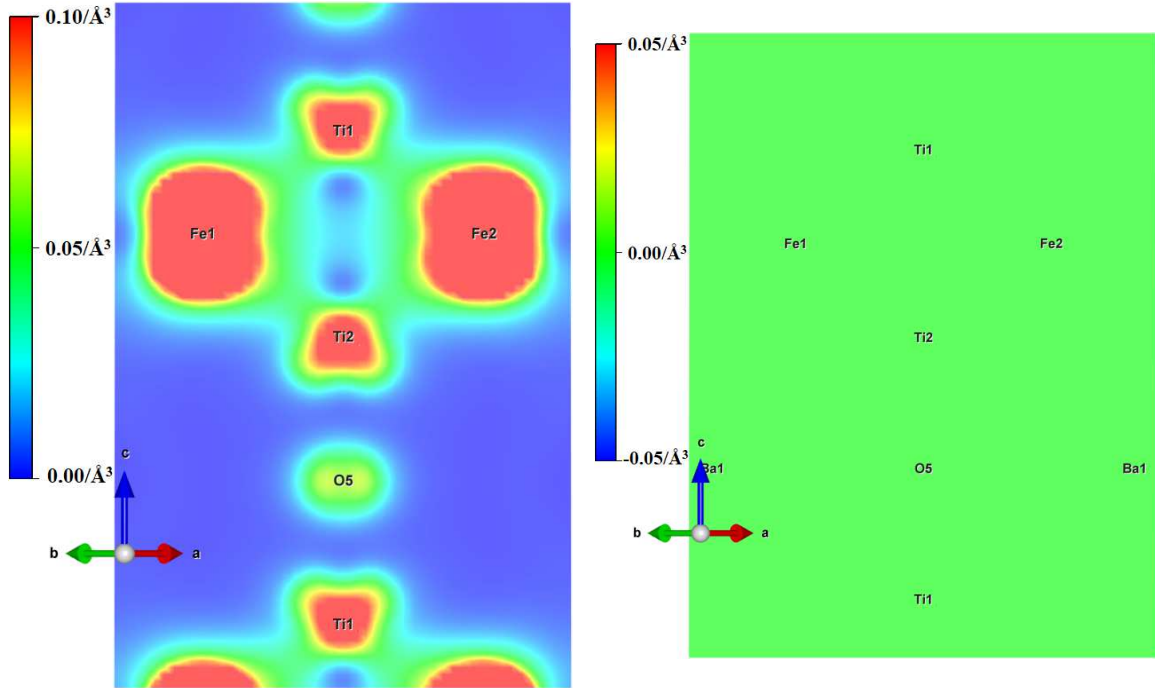 0.10/Å³
0.05/Å³
0.00/Å³
Ti1
Fe1
Fe2
Ti2
O5
Ti1
c
b
a
0.05/Å³
0.00/Å³
-0.05/Å³
Ti1
Fe1
Fe2
Ti2
Ba1
O5
Ba1
Ti1
c
b
a